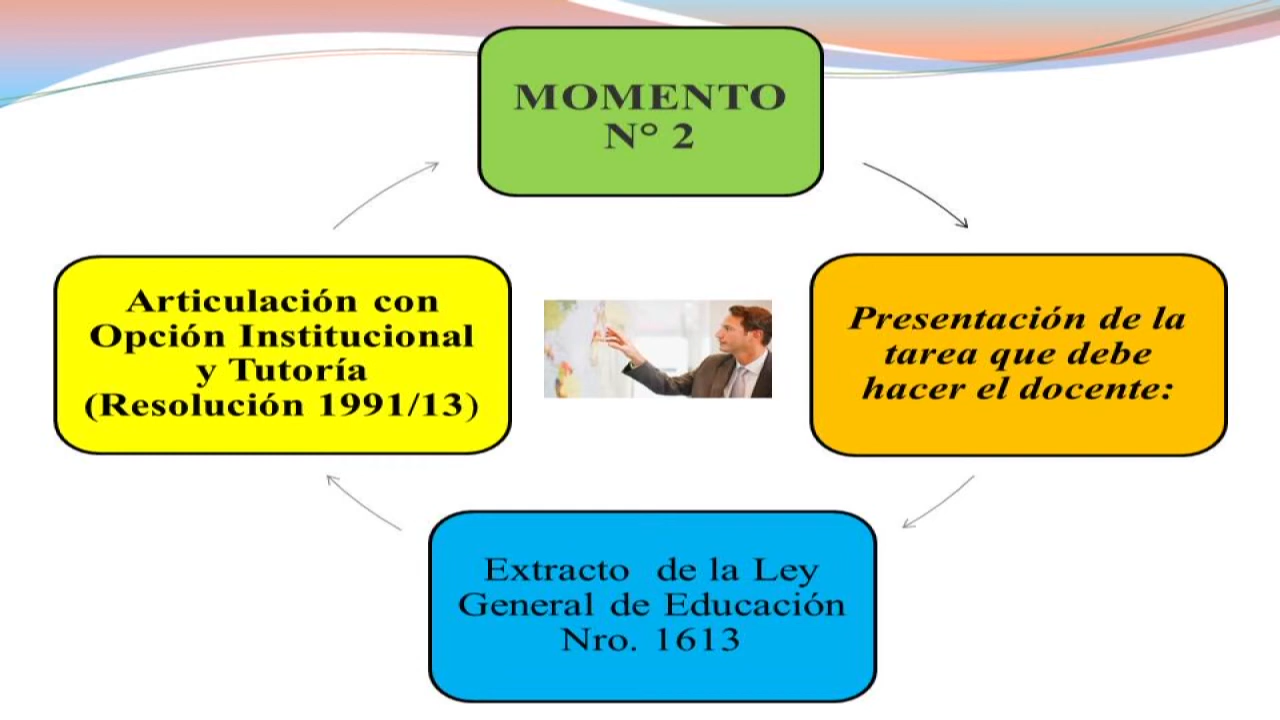 MOMENTO
N° 2
Presentación de la
tarea que debe
hacer el docente:
Extracto de la Ley
General de Educación
Nro. 1613
Articulación con
Opción Institucional
y Tutoría
(Resolución 1991/13)